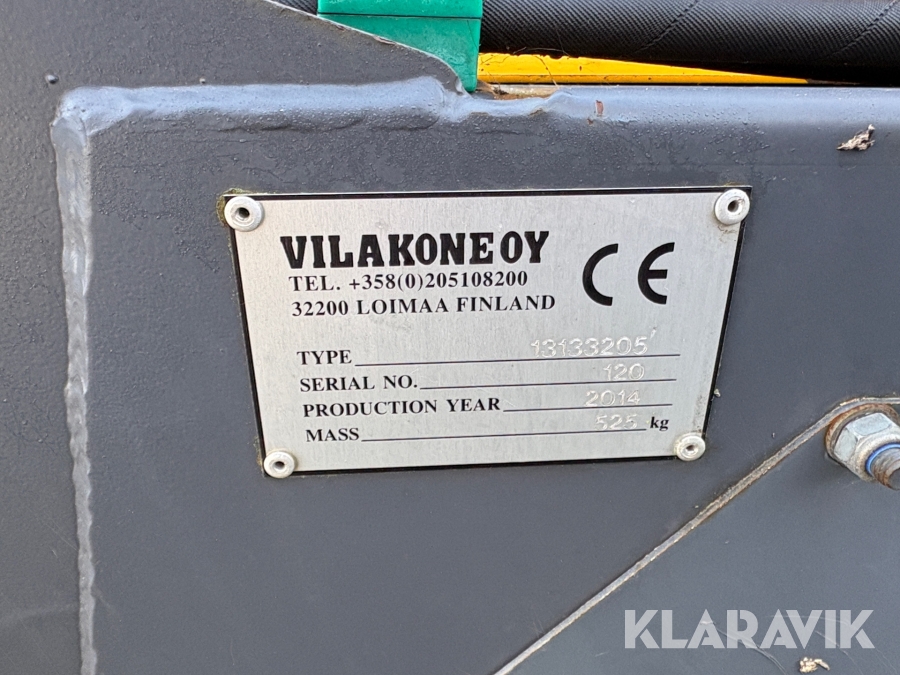 VILAKONE OY
TEL. +358(0)205108200
32200 LOIMAA FINLAND
CE
TYPE 13133205
SERIAL NO. 120
PRODUCTION YEAR 2014
MASS 525 kg
KLARAVIK